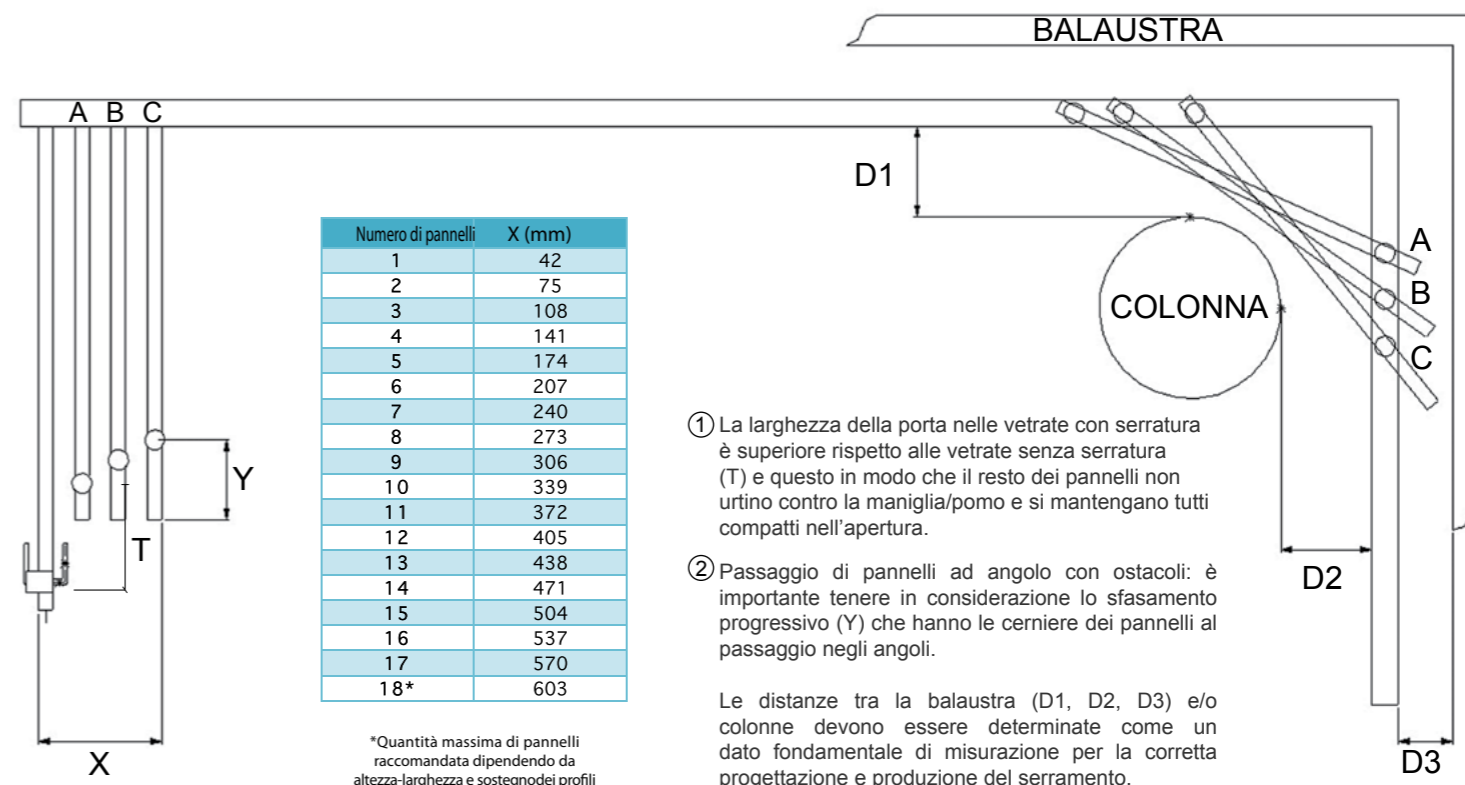 BALAUSTRA
A B C
D1
Numero di pannelli X (mm)
1 42
2 75
3 108
4 141
5 174
6 207
7 240
8 273
9 306
10 339
11 372
12 405
13 438
14 471
15 504
16 537
17 570
18* 603
*Quantità massima di pannelli
raccomandata dipendendo da
altezza-larghezza e sostegnodei profili
Y
T
X
COLONNA
A
B
C
D2
D3
① La larghezza della porta nelle vetrate con serratura
è superiore rispetto alle vetrate senza serratura
(T) e questo in modo che il resto dei pannelli non
urtino contro la maniglia/pomo e si mantengano tutti
compatti nell’apertura.
② Passaggio di pannelli ad angolo con ostacoli: è
importante tenere in considerazione lo sfasamento
progressivo (Y) che hanno le cerniere dei pannelli al
passaggio negli angoli.
Le distanze tra la balaustra (D1, D2, D3) e/o
colonne devono essere determinate come un
dato fondamentale di misurazione per la corretta
progettazione e produzione del serramento.